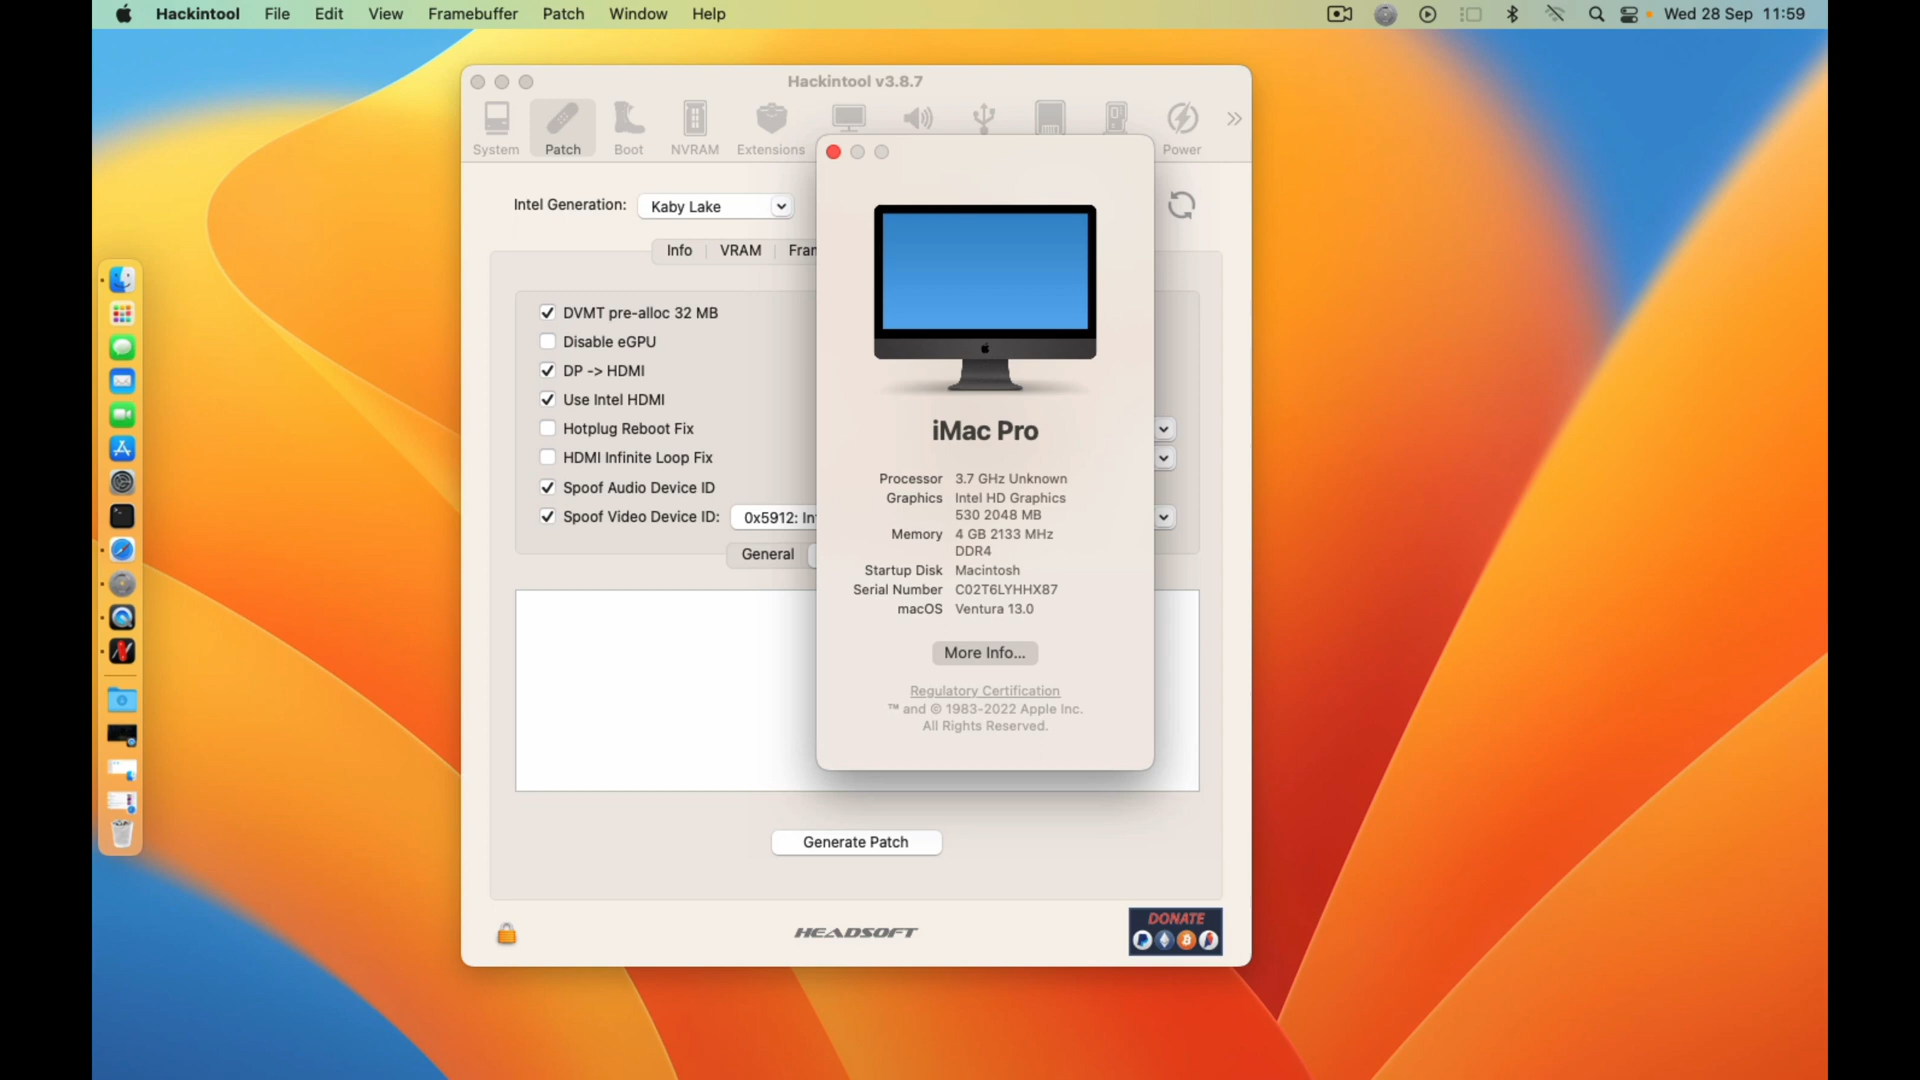 Hackintool File Edit View Framebuffer Patch Window Help Wed 28 Sep 11:59
Hackintool v3.8.7
System Patch Boot NVRAM Extensions Power
Intel Generation: Kaby Lake
Info VRAM
DVMT pre-alloc 32 MB
Disable eGPU
DP -> HDMI
Use Intel HDMI
Hotplug Reboot Fix
HDMI Infinite Loop Fix
Spoof Audio Device ID
Spoof Video Device ID: 0x5912:
General
Generate Patch
HEADSOFT
DONATE
iMac Pro
Processor 3.7 GHz Unknown
Graphics Intel HD Graphics
530 2048 MB
Memory 4 GB 2133 MHz
DDR4
Startup Disk Macintosh
Serial Number C02T6LYHHX87
macOS Ventura 13.0
More Info...
Regulatory Certification
™ and © 1983-2022 Apple Inc.
All Rights Reserved.